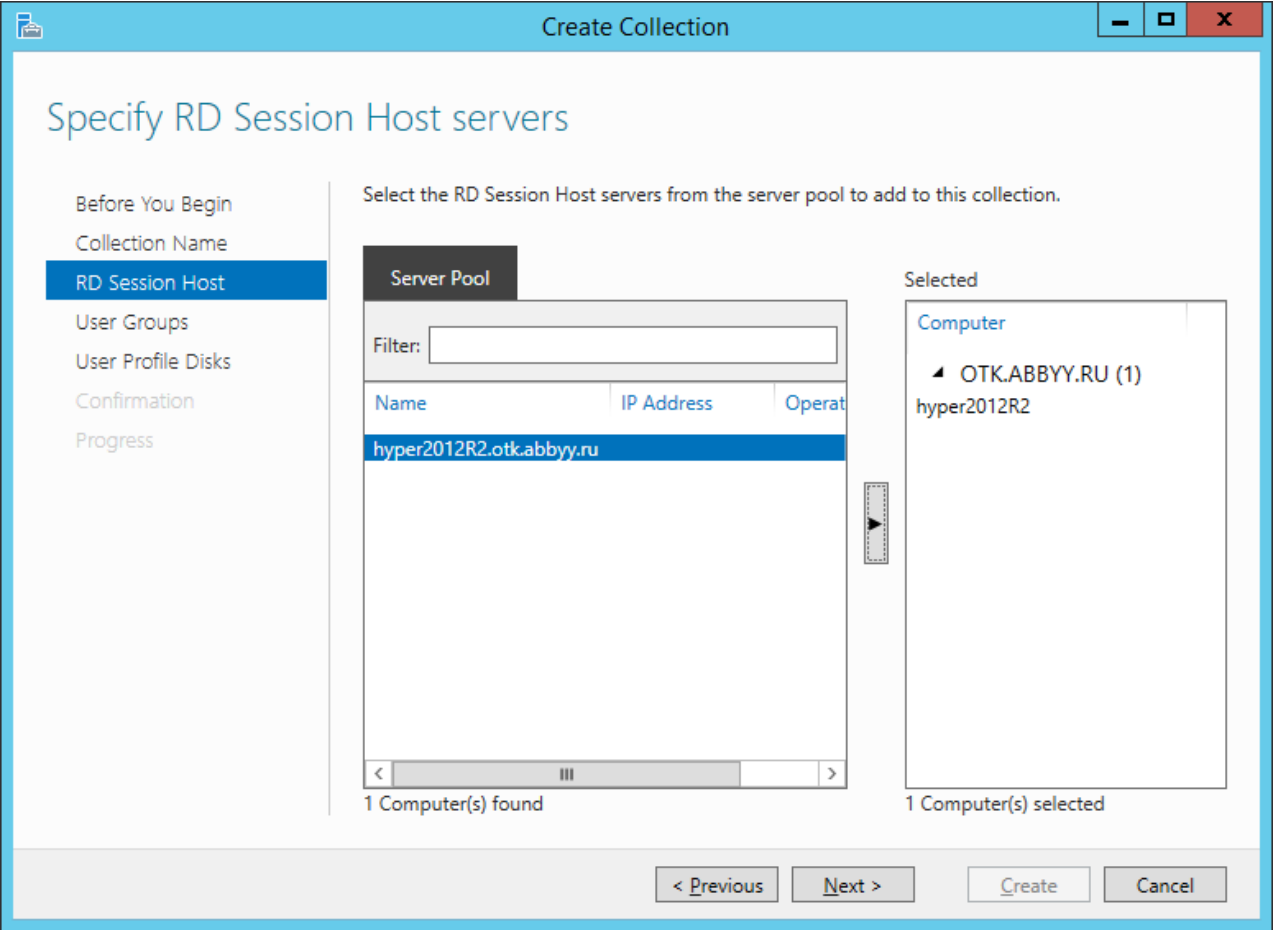 Create Collection
Specify RD Session Host servers
Before You Begin
Collection Name
RD Session Host
User Groups
User Profile Disks
Confirmation
Progress
Select the RD Session Host servers from the server pool to add to this collection.
Server Pool
Filter:
Name IP Address Operat
hyper2012R2.otk.abbyy.ru
1 Computer(s) found
Selected
Computer
OTK.ABBYY.RU (1)
hyper2012R2
1 Computer(s) selected
< Previous Next > Create Cancel